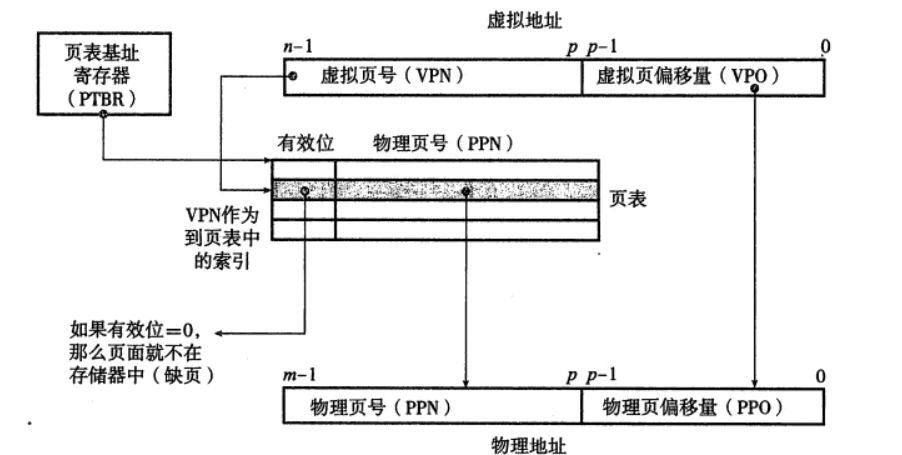 虚拟地址
n-1 p p-1 0
页表基址
寄存器
（PTBR）
虚拟页号（VPN） 虚拟页偏移量（VPO）
有效位 物理页号（PPN）
页表
VPN作为
到页表中
的索引
如果有效位=0，
那么页面就不在
存储器中（缺页）
m-1 p p-1 0
物理页号（PPN） 物理页偏移量（PPO）
物理地址